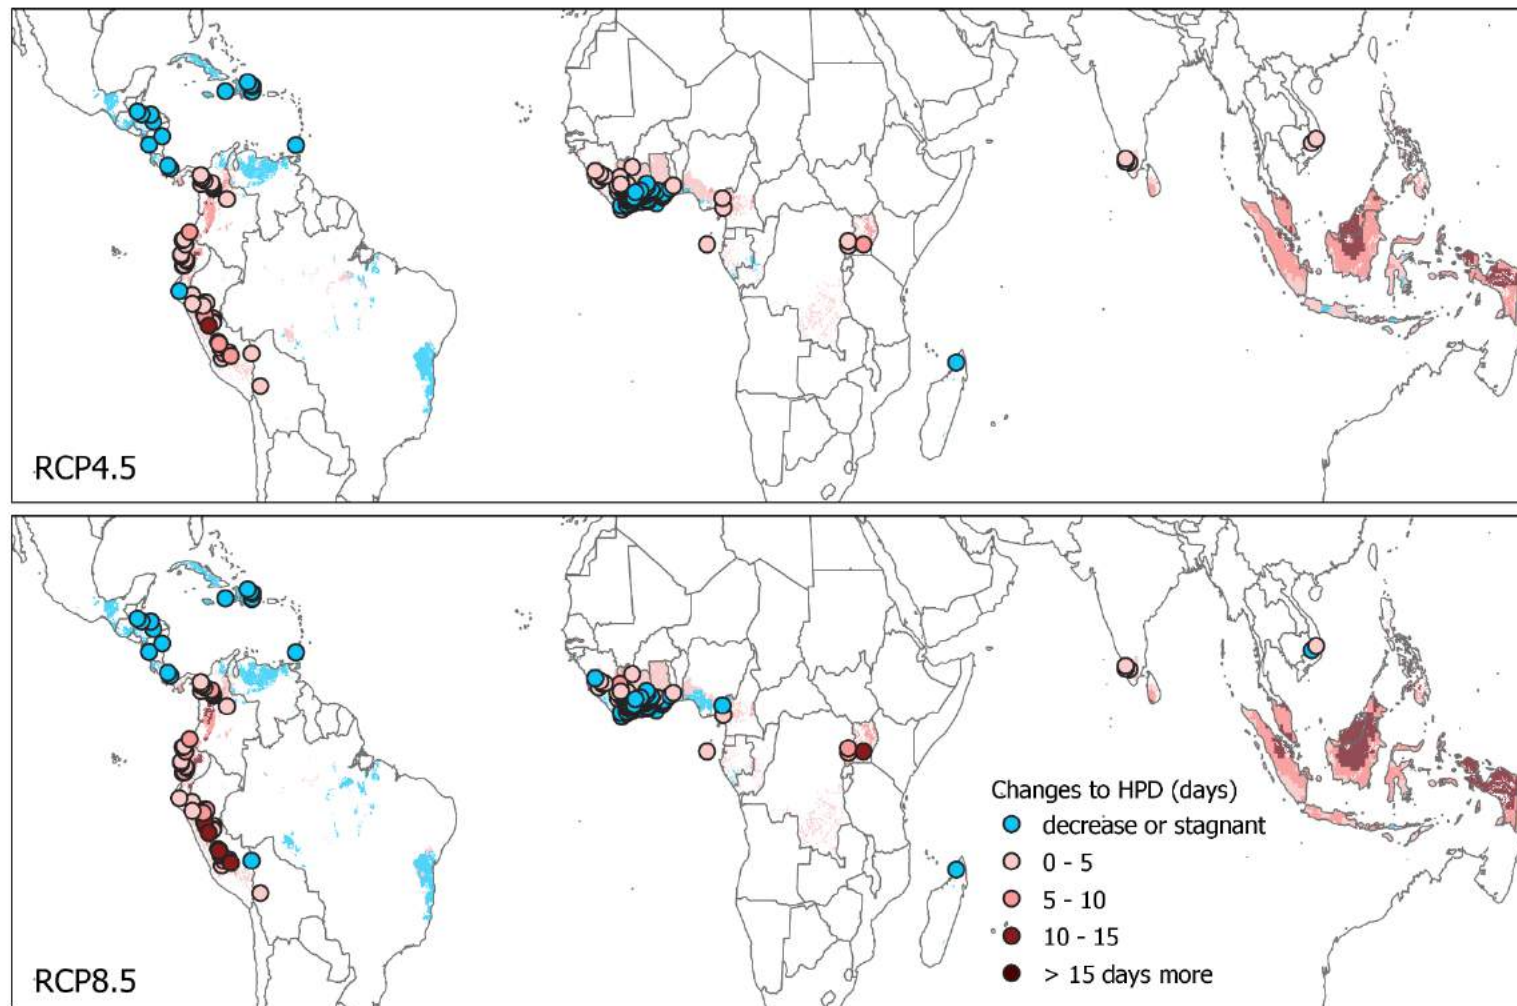 RCP4.5
Changes to HPD (days)
decrease or stagnant
0 - 5
5 - 10
10 - 15
> 15 days more
RCP8.5